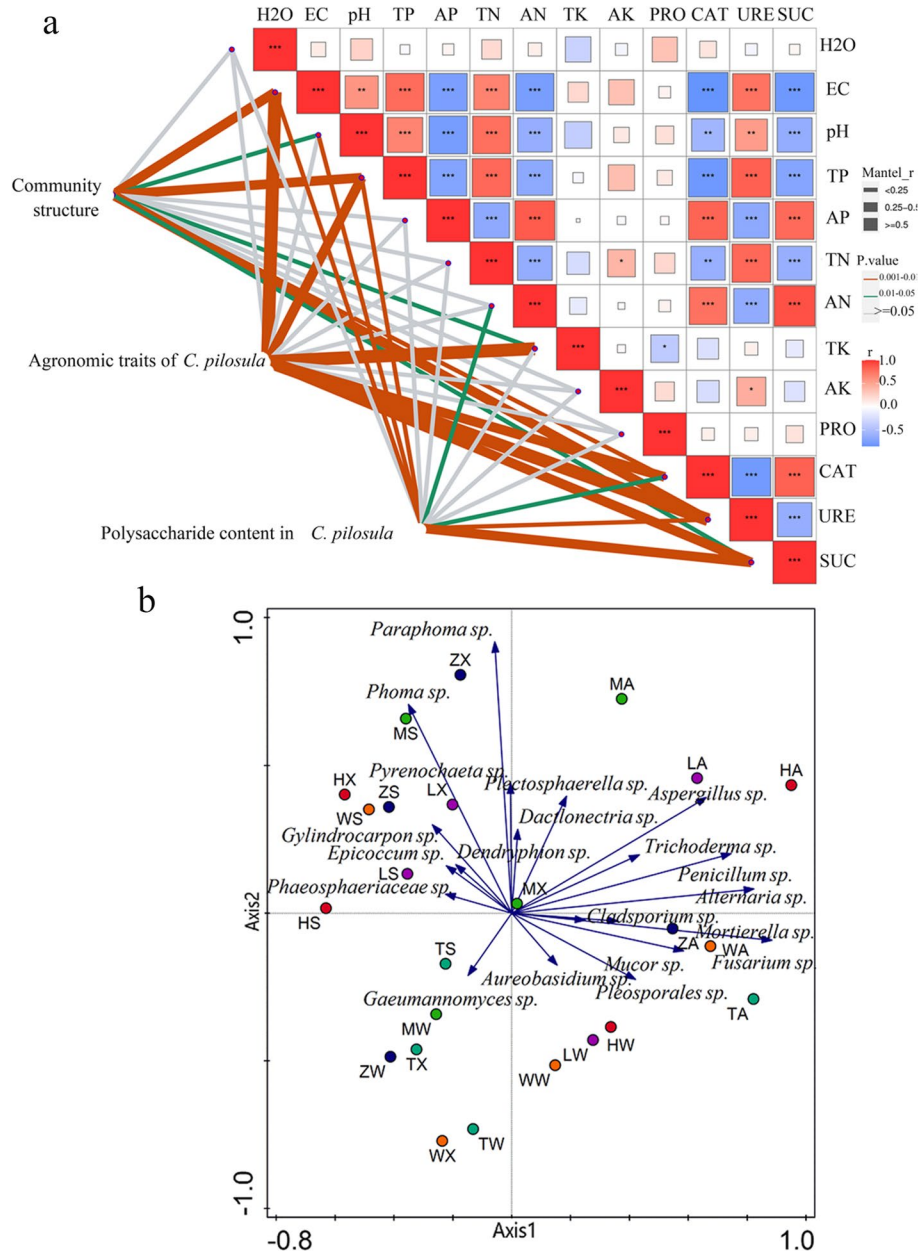 a
H2O EC pH TP AP TN AN TK AK PRO CAT URE SUC
H2O
EC
pH
TP
AP
TN
AN
TK
AK
PRO
CAT
URE
SUC
Community
structure
Agronomic traits of C. pilosula
Polysaccharide content in C. pilosula
Mantel_r
<0.25
0.25-0.5
>=0.5
P.value
0.001-0.01
0.01-0.05
>=0.05
r
1.0
0.5
0.0
-0.5
b
1.0
Paraphoma sp.
ZX
MA
Phoma sp.
MS
LA
HA
Pyrenochaeta sp.
Plectosphaerella sp.
HX
ZS
LX
Aspergillus sp.
WS
Dactlonectria sp.
Gylindrocarpon sp.
Epicoccum sp.
Dendryphion sp.
Trichoderma sp.
LS
Penicillum sp.
Phaeosphaeriaceae sp.
MX
Alternaria sp.
Axis2
HS
Cladsporium sp.
Mortierella sp.
ZA
WA
TS
Mucor sp.
Fusarium sp.
Aureobasidium sp.
Gaeumannomyces sp.
Pleosporales sp.
TA
MW
HW
LW
ZW
TX
WW
TW
WX
-1.0
-0.8
Axis1
1.0